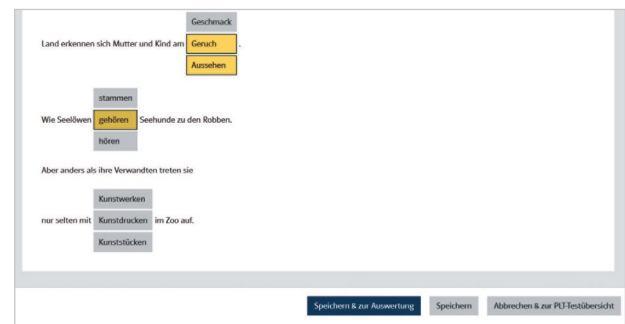 Geschmack
Land erkennen sich Mutter und Kind am Geruch .
Aussehen
stammen
Wie Seelöwen gehören Seehunde zu den Robben.
hören
Aber anders als ihre Verwandten treten sie
Kunstwerken
nur selten mit Kunstdrucken im Zoo auf.
Kunststücken
Speichern & zur Auswertung Speichern Abbrechen & zur PLT-Testübersicht